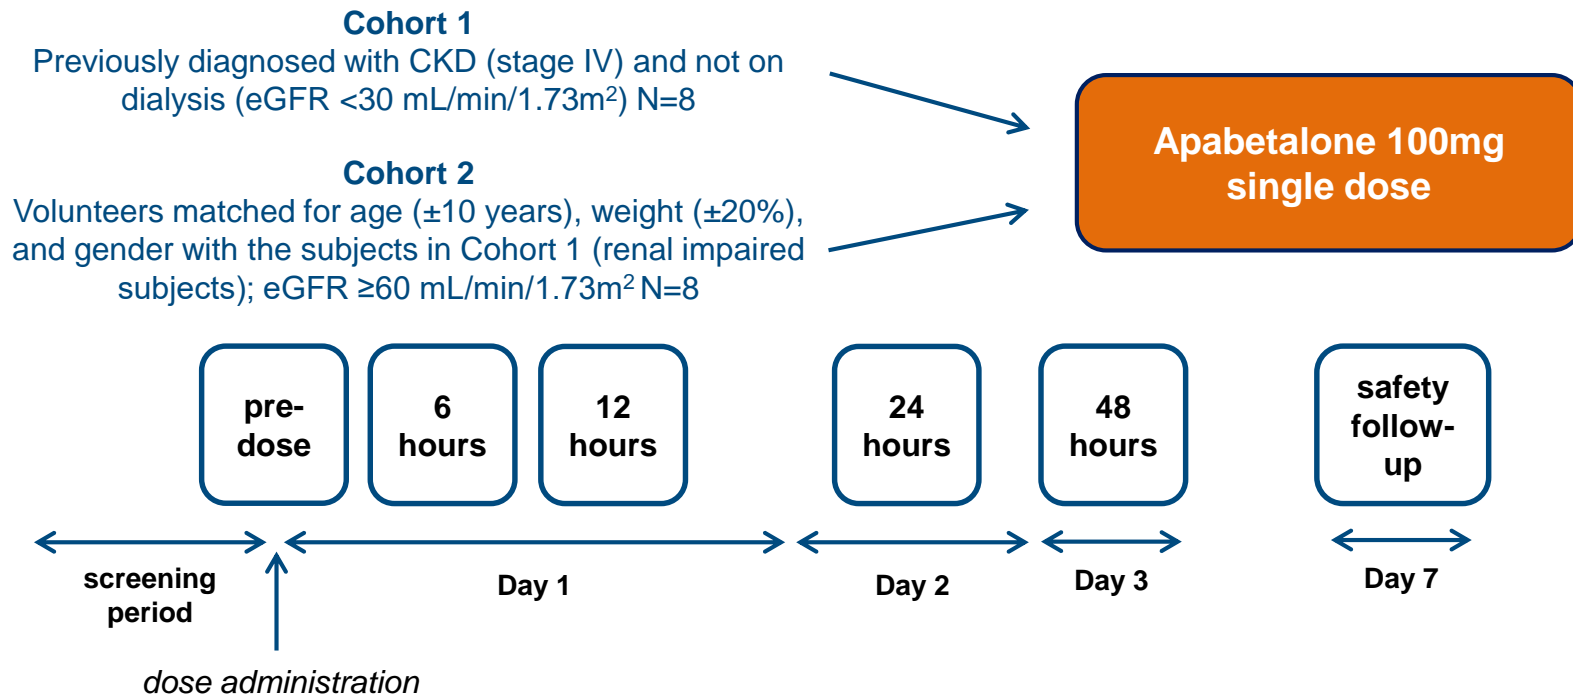 Cohort 1
Previously diagnosed with CKD (stage IV) and not on
dialysis (eGFR <30 mL/min/1.73m²) N=8
Cohort 2
Volunteers matched for age (±10 years), weight (±20%),
and gender with the subjects in Cohort 1 (renal impaired
subjects); eGFR ≥60 mL/min/1.73m² N=8
Apabetalone 100mg
single dose
pre-
dose
6
hours
12
hours
24
hours
48
hours
safety
follow-
up
screening
period
Day 1
Day 2
Day 3
Day 7
dose administration